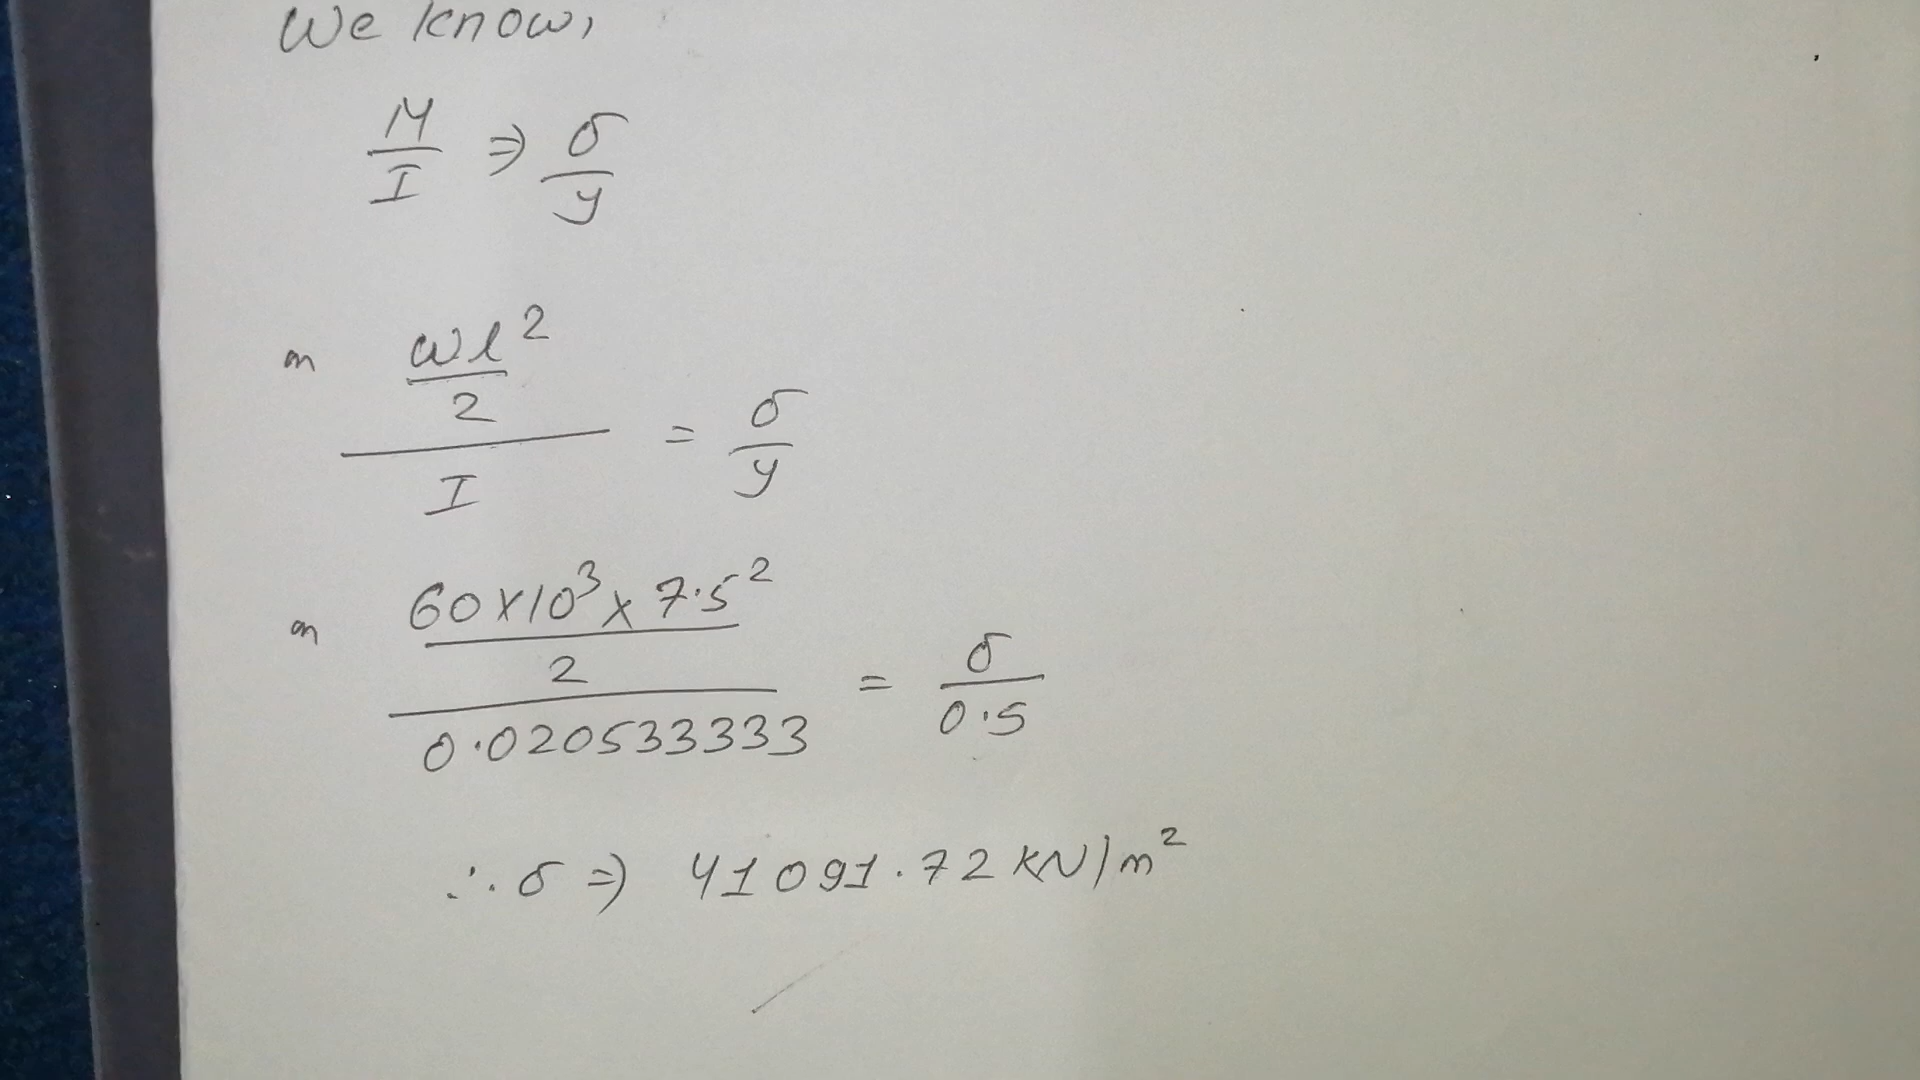 We know,
M/I ⇒ σ/y
or (wl²/2)/I = σ/y
or (60×10³×7.5²/2)/0.020533333 = σ/0.5
∴ σ ⇒ 41091.72 kN/m²